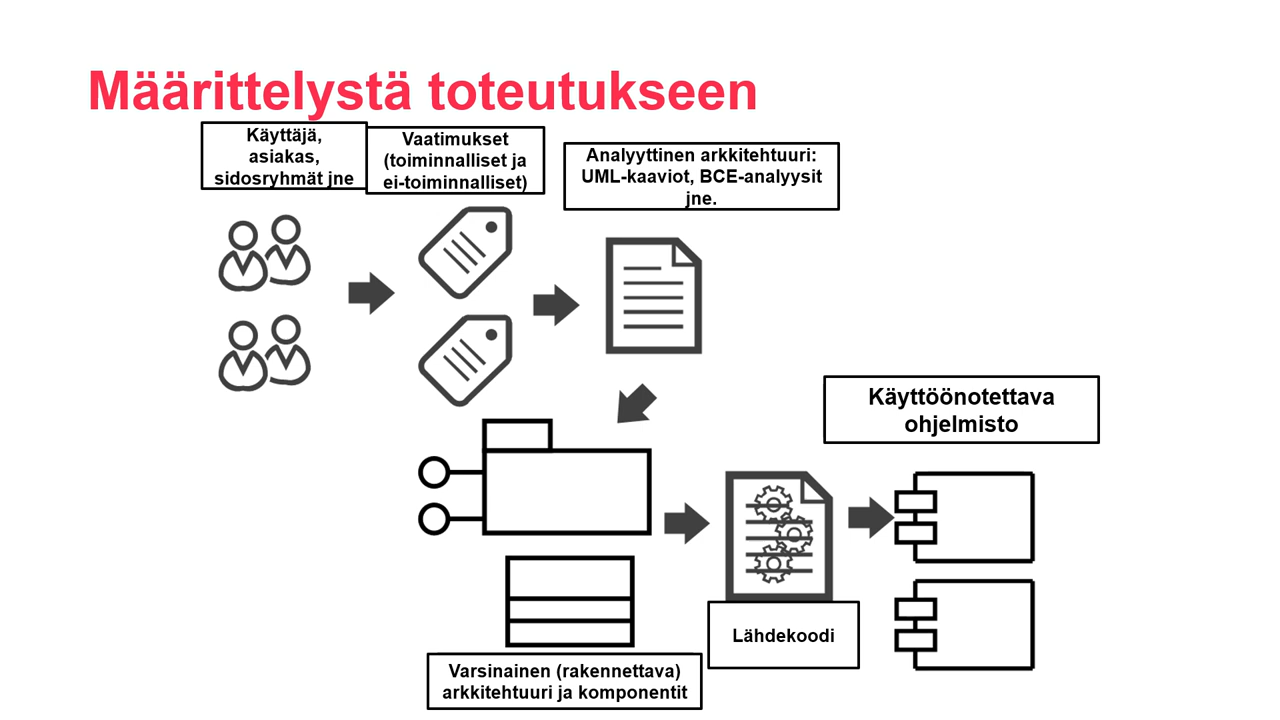 Määrittelystä toteutukseen
Käyttäjä,
asiakas,
sidosryhmät jne
Vaatimukset
(toiminnalliset ja
ei-toiminnalliset)
Analyyttinen arkkitehtuuri:
UML-kaaviot, BCE-analyysit
jne.
Käyttöönotettava
ohjelmisto
Lähdekoodi
Varsinainen (rakennettava)
arkkitehtuuri ja komponentit